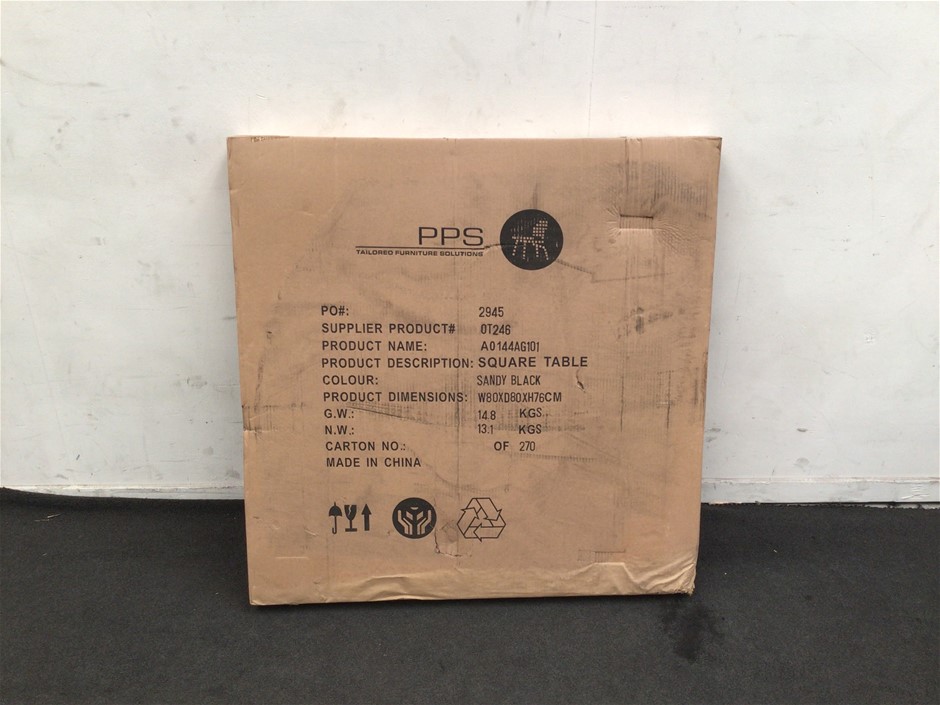 PPS
TAILORED FURNITURE SOLUTIONS
PO#: 2945
SUPPLIER PRODUCT# OT246
PRODUCT NAME: A0144AG101
PRODUCT DESCRIPTION: SQUARE TABLE
COLOUR: SANDY BLACK
PRODUCT DIMENSIONS: W80XD80XH76CM
G.W.: 14.8 KGS
N.W.: 13.1 KGS
CARTON NO.: OF 270
MADE IN CHINA